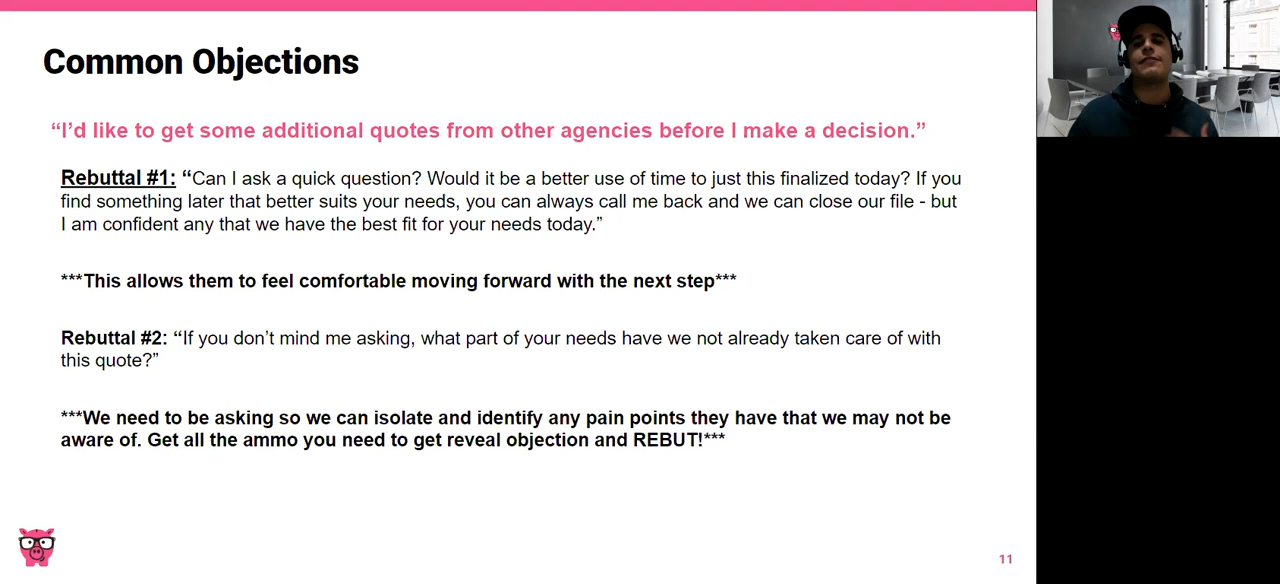 Common Objections
“I’d like to get some additional quotes from other agencies before I make a decision.”
Rebuttal #1: “Can I ask a quick question? Would it be a better use of time to just this finalized today? If you
find something later that better suits your needs, you can always call me back and we can close our file - but
I am confident any that we have the best fit for your needs today.”
***This allows them to feel comfortable moving forward with the next step***
Rebuttal #2: “If you don’t mind me asking, what part of your needs have we not already taken care of with
this quote?”
***We need to be asking so we can isolate and identify any pain points they have that we may not be
aware of. Get all the ammo you need to get reveal objection and REBUT!***
11